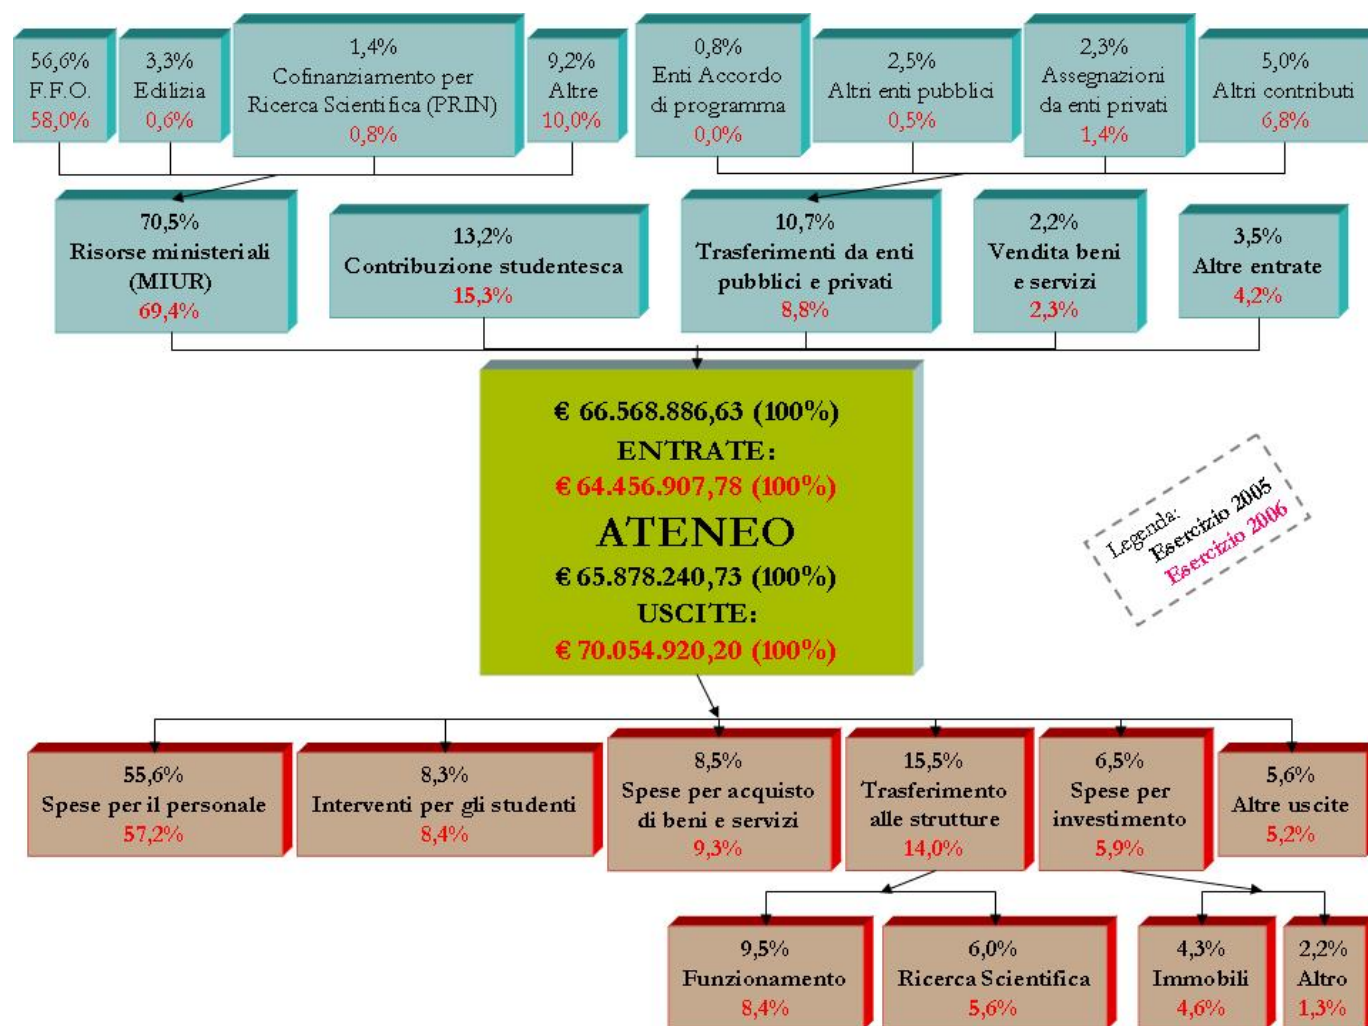 56,6%
F.F.O.
58,0%
3,3%
Edilizia
0,6%
1,4%
Cofinanziamento per
Ricerca Scientifica (PRIN)
0,8%
9,2%
Altre
10,0%
0,8%
Enti Accordo
di programma
0,0%
2,5%
Altri enti pubblici
0,5%
2,3%
Assegnazioni
da enti privati
1,4%
5,0%
Altri contributi
6,8%
70,5%
Risorse ministeriali
(MIUR)
69,4%
13,2%
Contribuzione studentesca
15,3%
10,7%
Trasferimenti da enti
pubblici e privati
8,8%
2,2%
Vendita beni
e servizi
2,3%
3,5%
Altre entrate
4,2%
€ 66.568.886,63 (100%)
ENTRATE:
€ 64.456.907,78 (100%)
ATENEO
€ 65.878.240,73 (100%)
USCITE:
€ 70.054.920,20 (100%)
Legenda:
Esercizio 2005
Esercizio 2006
55,6%
Spese per il personale
57,2%
8,3%
Interventi per gli studenti
8,4%
8,5%
Spese per acquisto
di beni e servizi
9,3%
15,5%
Trasferimento
alle strutture
14,0%
6,5%
Spese per
investimento
5,9%
5,6%
Altre uscite
5,2%
9,5%
Funzionamento
8,4%
6,0%
Ricerca Scientifica
5,6%
4,3%
Immobili
4,6%
2,2%
Altro
1,3%